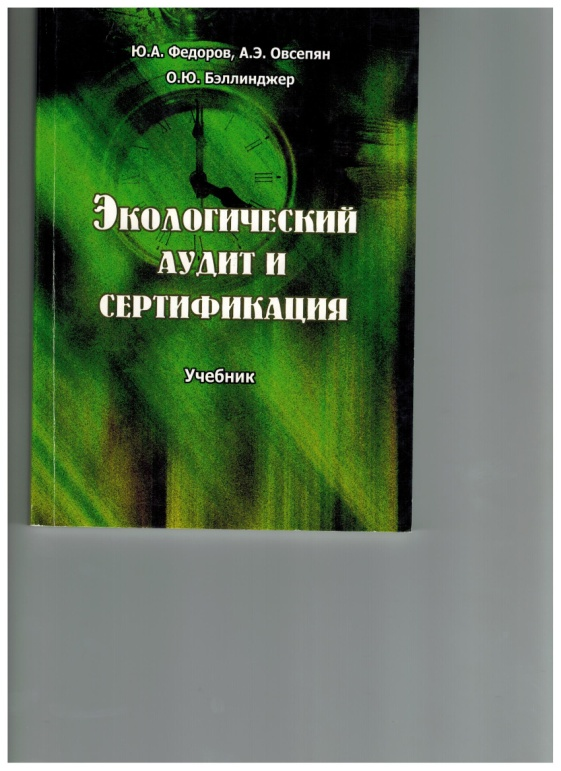 Ю.А. Федоров, А.Э. Овсепян
О.Ю. Бэллинджер
Экологический
аудит и
сертификация
Учебник